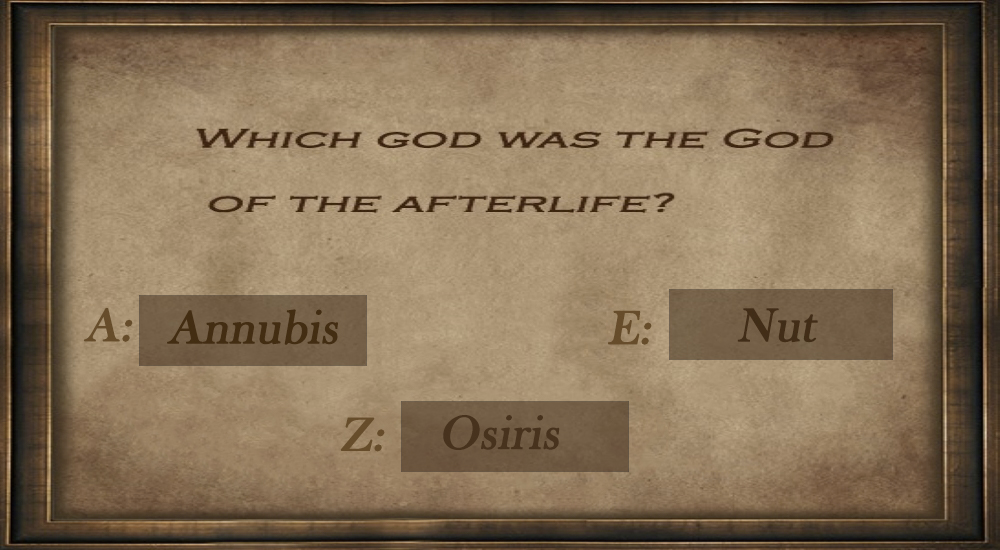 Which god was the God
of the afterlife?
A: Annubis
E: Nut
Z: Osiris